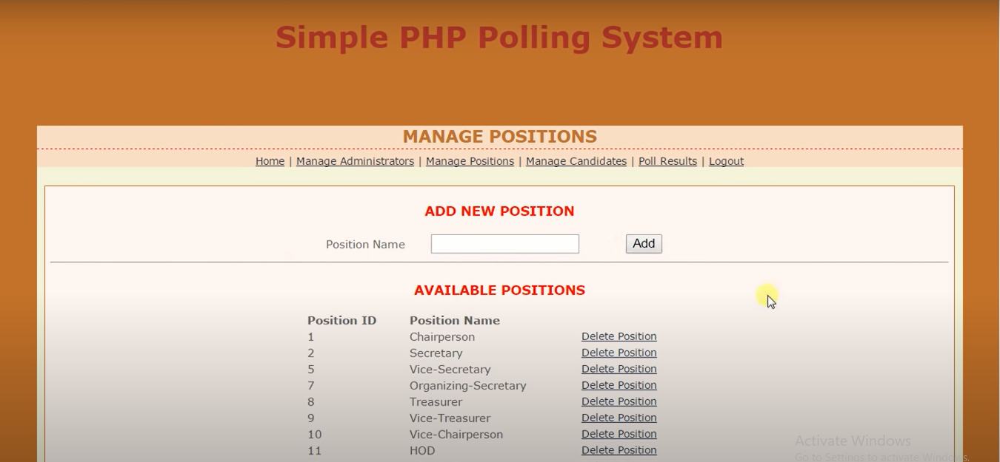 Simple PHP Polling System
MANAGE POSITIONS
Home | Manage Administrators | Manage Positions | Manage Candidates | Poll Results | Logout
ADD NEW POSITION
Position Name Add
AVAILABLE POSITIONS
Position ID Position Name
1 Chairperson Delete Position
2 Secretary Delete Position
5 Vice-Secretary Delete Position
7 Organizing-Secretary Delete Position
8 Treasurer Delete Position
9 Vice-Treasurer Delete Position
10 Vice-Chairperson Delete Position
11 HOD Delete Position
Activate Windows
Go to Settings to activate Windows.